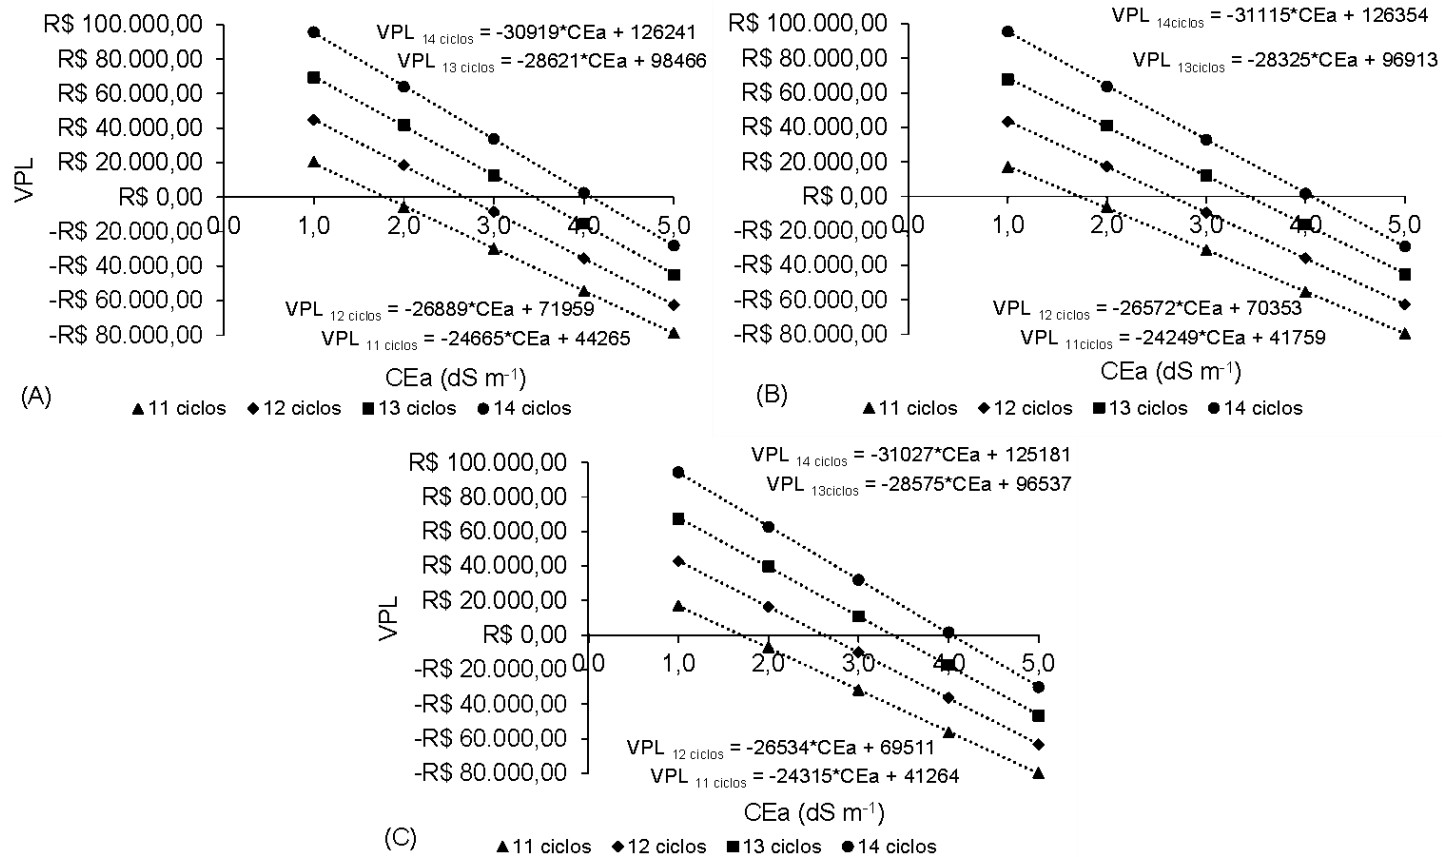 VPL 14 ciclos = -30919*CEa + 126241
VPL 13 ciclos = -28621*CEa + 98466
R$ 100.000,00
R$ 80.000,00
R$ 60.000,00
R$ 40.000,00
R$ 20.000,00
R$ 0,00
-R$ 20.000,00
-R$ 40.000,00
-R$ 60.000,00
-R$ 80.000,00
VPL
0,0 1,0 2,0 3,0 4,0 5,0
VPL 12 ciclos = -26889*CEa + 71959
VPL 11 ciclos = -24665*CEa + 44265
CEa (dS m-1)
(A)
11 ciclos 12 ciclos 13 ciclos 14 ciclos
VPL 14ciclos = -31115*CEa + 126354
VPL 13ciclos = -28325*CEa + 96913
R$ 100.000,00
R$ 80.000,00
R$ 60.000,00
R$ 40.000,00
R$ 20.000,00
R$ 0,00
-R$ 20.000,00
-R$ 40.000,00
-R$ 60.000,00
-R$ 80.000,00
0,0 1,0 2,0 3,0 4,0 5,0
VPL 12 ciclos = -26572*CEa + 70353
VPL 11ciclos = -24249*CEa + 41759
CEa (dS m-1)
(B)
11 ciclos 12 ciclos 13 ciclos 14 ciclos
VPL 14 ciclos = -31027*CEa + 125181
VPL 13ciclos = -28575*CEa + 96537
R$ 100.000,00
R$ 80.000,00
R$ 60.000,00
R$ 40.000,00
R$ 20.000,00
R$ 0,00
-R$ 20.000,00
-R$ 40.000,00
-R$ 60.000,00
-R$ 80.000,00
VPL
0,0 1,0 2,0 3,0 4,0 5,0
VPL 12 ciclos = -26534*CEa + 69511
VPL 11 ciclos = -24315*CEa + 41264
CEa (dS m-1)
(C)
11 ciclos 12 ciclos 13 ciclos 14 ciclos